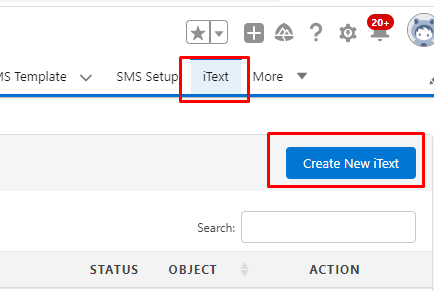 20+
MS Template SMS Setup iText More
Create New iText
Search:
STATUS OBJECT ACTION